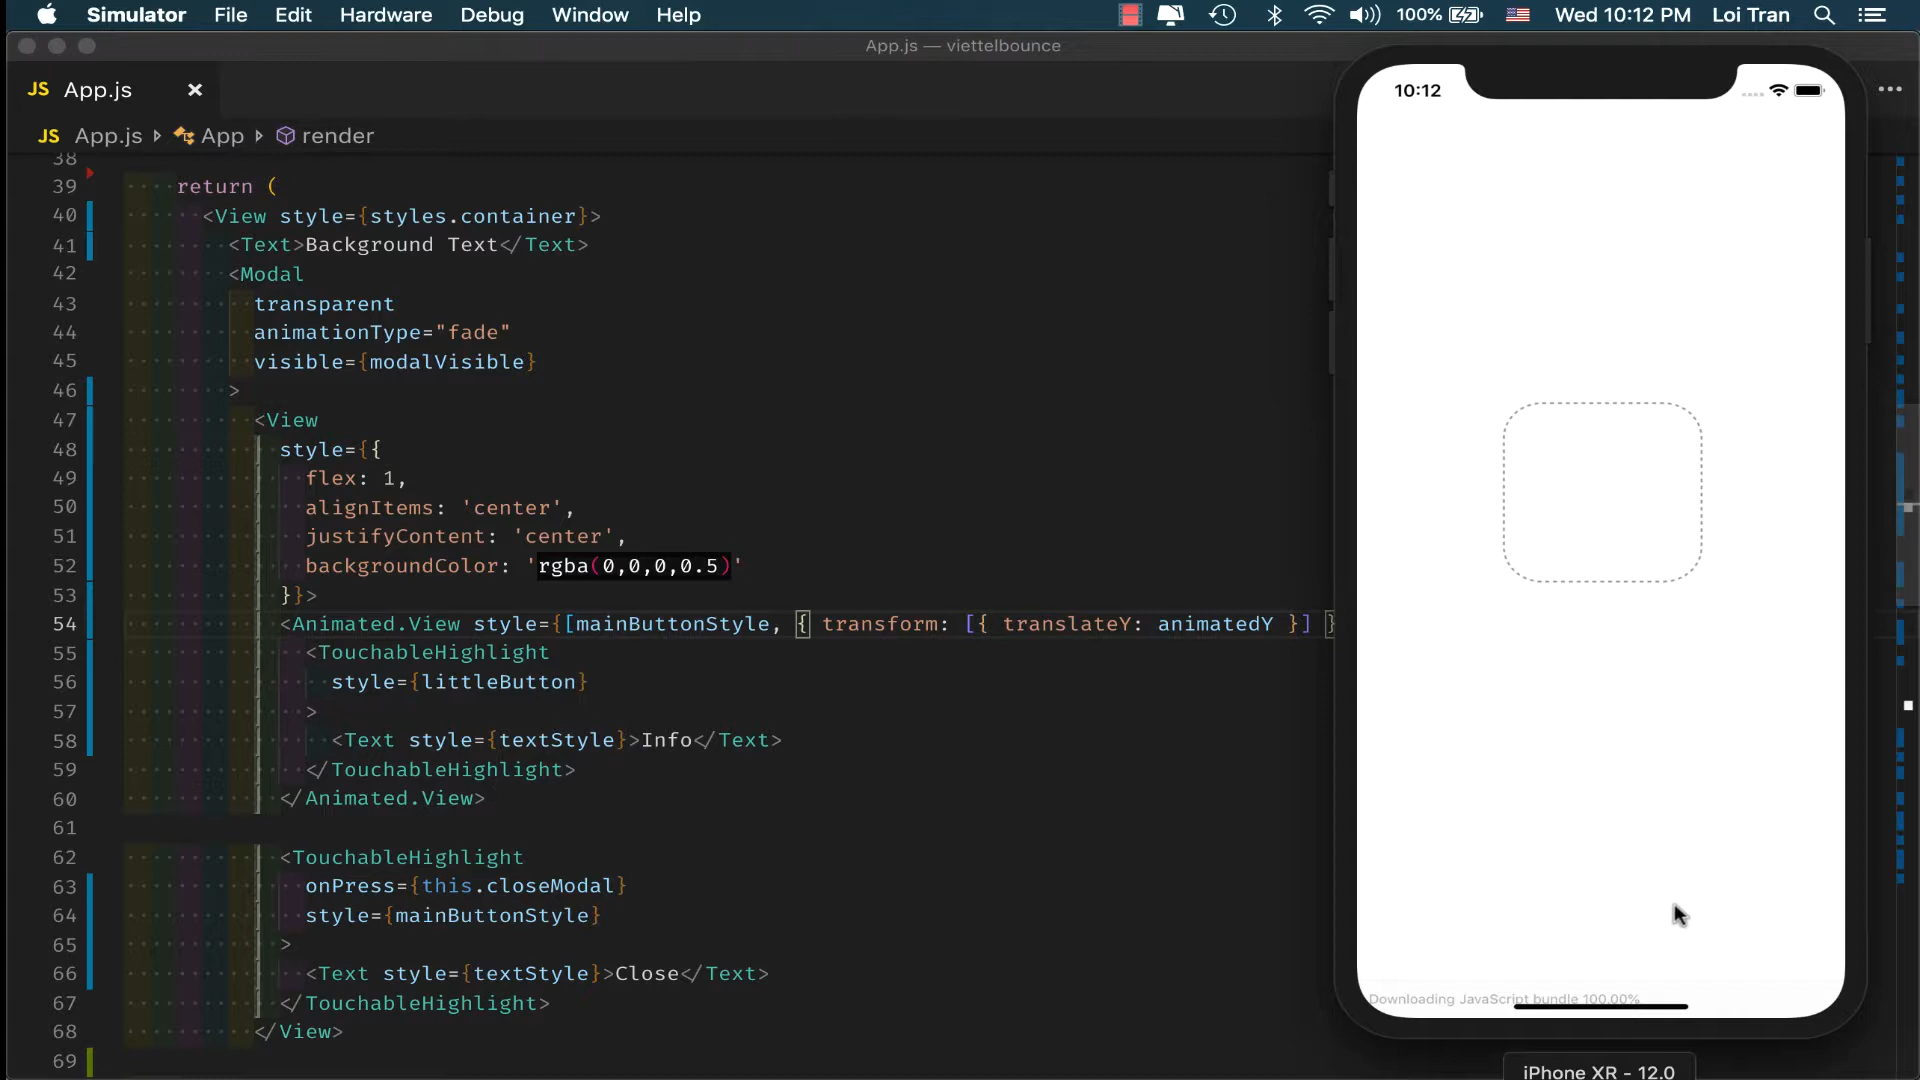 Simulator File Edit Hardware Debug Window Help 100% Wed 10:12 PM Loi Tran
App.js — viettelbounce
JS App.js
JS App.js App render
38
39 return (
40 <View style={styles.container}>
41 <Text>Background Text</Text>
42 <Modal
43 transparent
44 animationType="fade"
45 visible={modalVisible}
46 >
47 <View
48 style={{
49 flex: 1,
50 alignItems: 'center',
51 justifyContent: 'center',
52 backgroundColor: 'rgba(0,0,0,0.5)'
53 }}>
54 <Animated.View style={[mainButtonStyle, { transform: [{ translateY: animatedY }] }
55 <TouchableHighlight
56 style={littleButton}
57 >
58 <Text style={textStyle}>Info</Text>
59 </TouchableHighlight>
60 </Animated.View>
61
62 <TouchableHighlight
63 onPress={this.closeModal}
64 style={mainButtonStyle}
65 >
66 <Text style={textStyle}>Close</Text>
67 </TouchableHighlight>
68 </View>
69
10:12
Downloading JavaScript bundle 100.00%
iPhone XR - 12.0